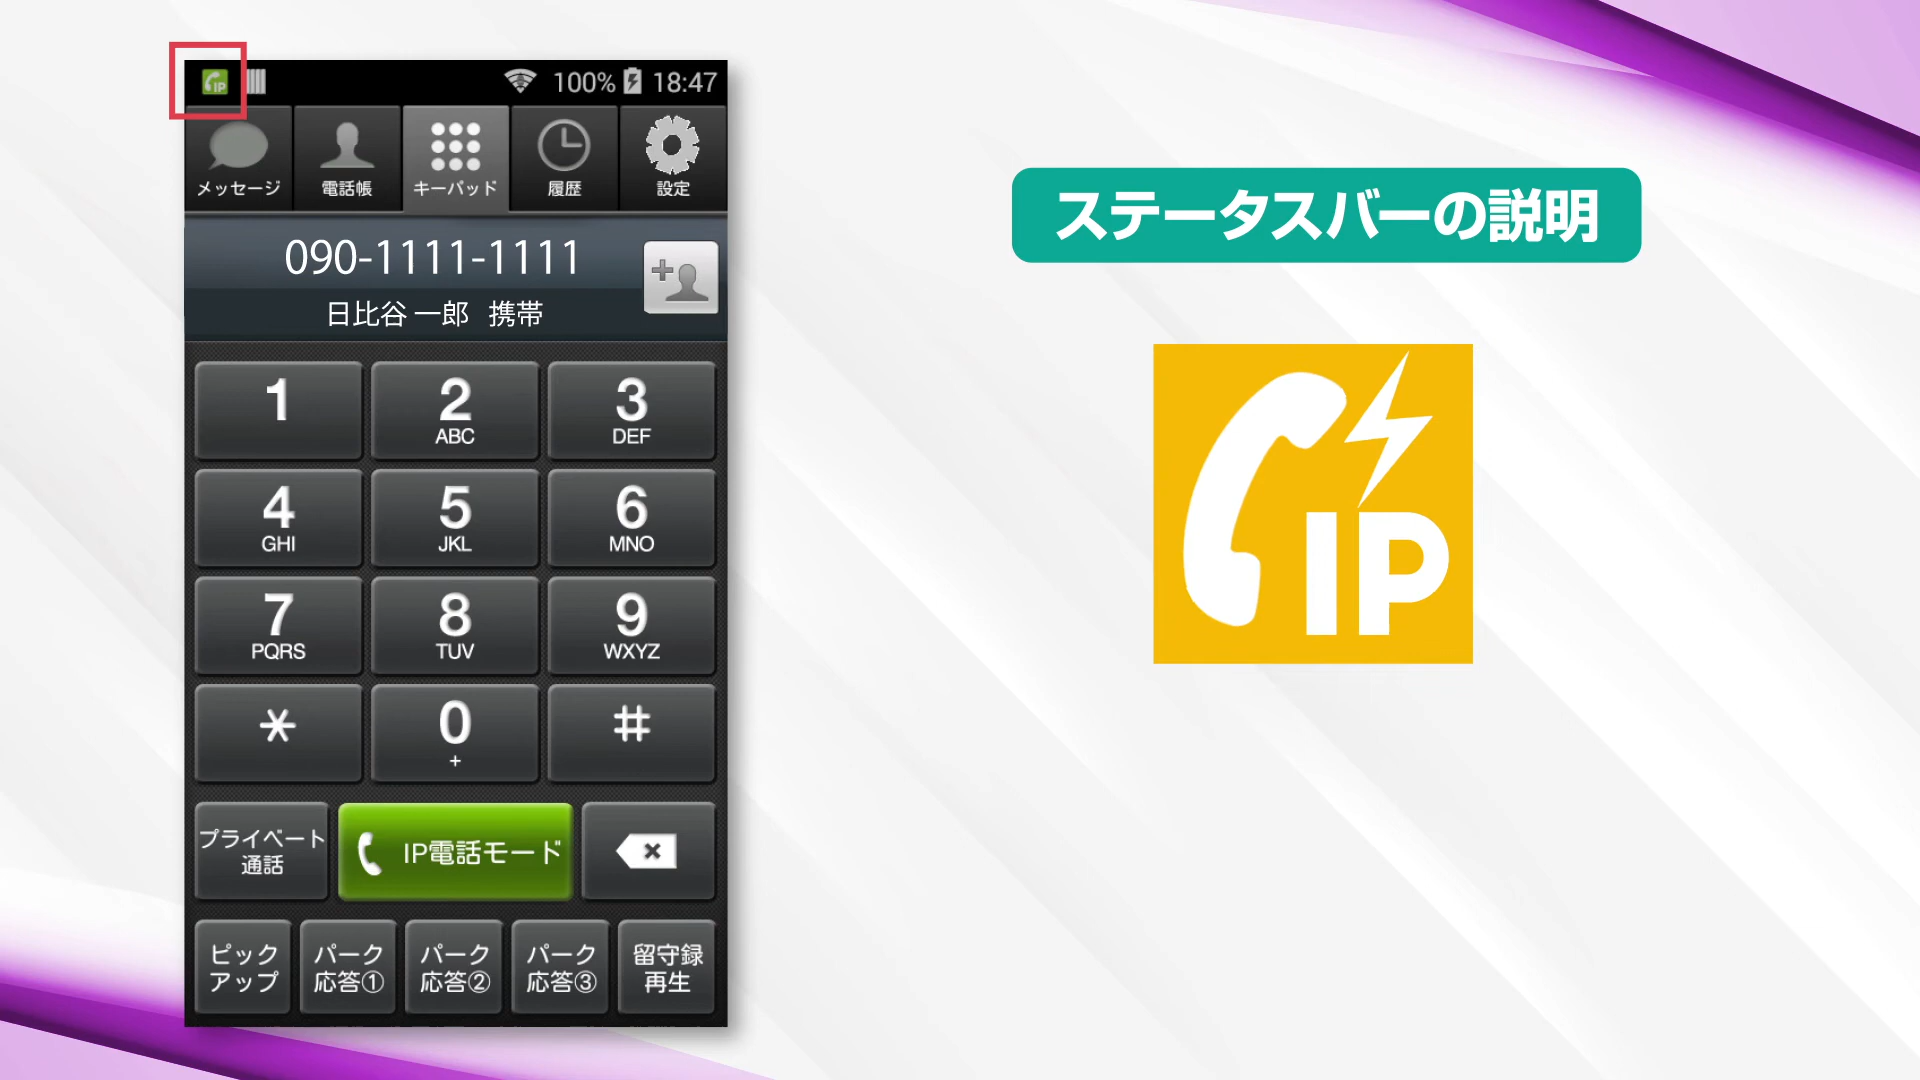 IP
100%
18:47
メッセージ
電話帳
キーパッド
履歴
設定
090-1111-1111
日比谷 一郎 携帯
1
2
ABC
3
DEF
4
GHI
5
JKL
6
MNO
7
PQRS
8
TUV
9
WXYZ
*
0
+
#
プライベート
通話
IP電話モード
ピック
アップ
パーク
応答①
パーク
応答②
パーク
応答③
留守録
再生
ステータスバーの説明
IP